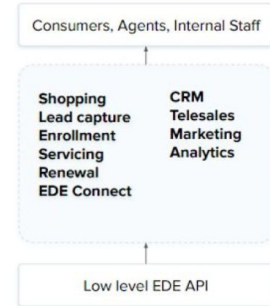 Consumers, Agents, Internal Staff
Shopping
Lead capture
Enrollment
Servicing
Renewal
EDE Connect
CRM
Telesales
Marketing
Analytics
Low level EDE API